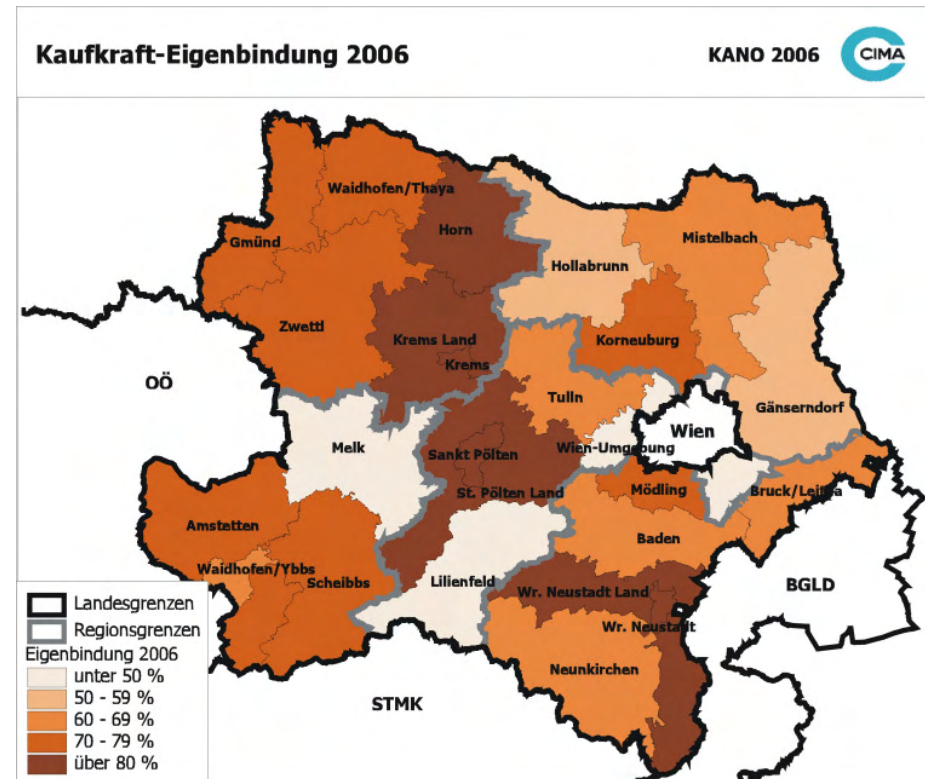 Kaufkraft-Eigenbindung 2006
KANO 2006
CIMA
Waidhofen/Thaya
Horn
Gmünd
Mistelbach
Hollabrunn
Zwettl
Krems Land
Korneuburg
Krems
OÖ
Tulln
Gänserndorf
Wien
Melk
Wien-Umgebung
Sankt Pölten
St. Pölten Land
Mödling
Bruck/Leitha
Amstetten
Baden
Waidhofen/Ybbs
Scheibbs
Lilienfeld
BGLD
Wr. Neustadt Land
Wr. Neustadt
Neunkirchen
STMK
Landesgrenzen
Regionsgrenzen
Eigenbindung 2006
unter 50 %
50 - 59 %
60 - 69 %
70 - 79 %
über 80 %